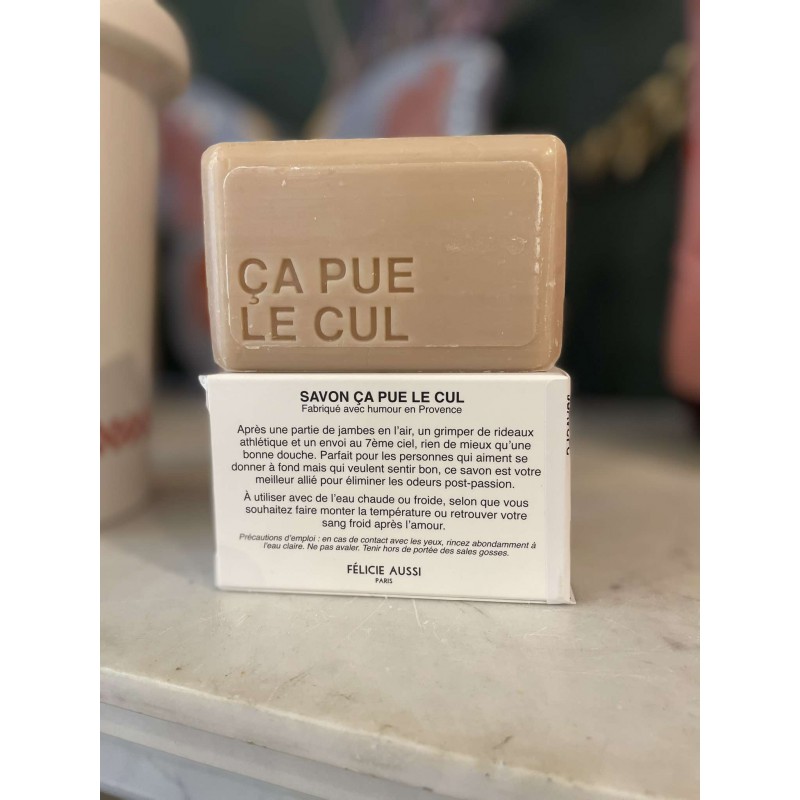 ÇA PUE
LE CUL
SAVON ÇA PUE LE CUL
Fabriqué avec humour en Provence
Après une partie de jambes en l'air, un grimper de rideaux
athlétique et un envoi au 7ème ciel, rien de mieux qu'une
bonne douche. Parfait pour les personnes qui aiment se
donner à fond mais qui veulent sentir bon, ce savon est votre
meilleur allié pour éliminer les odeurs post-passion.
À utiliser avec de l'eau chaude ou froide, selon que vous
souhaitez faire monter la température ou retrouver votre
sang froid après l'amour.
Précautions d'emploi : en cas de contact avec les yeux, rincez abondamment à
l'eau claire. Ne pas avaler. Tenir hors de portée des sales gosses.
FÉLICIE AUSSI
PARIS